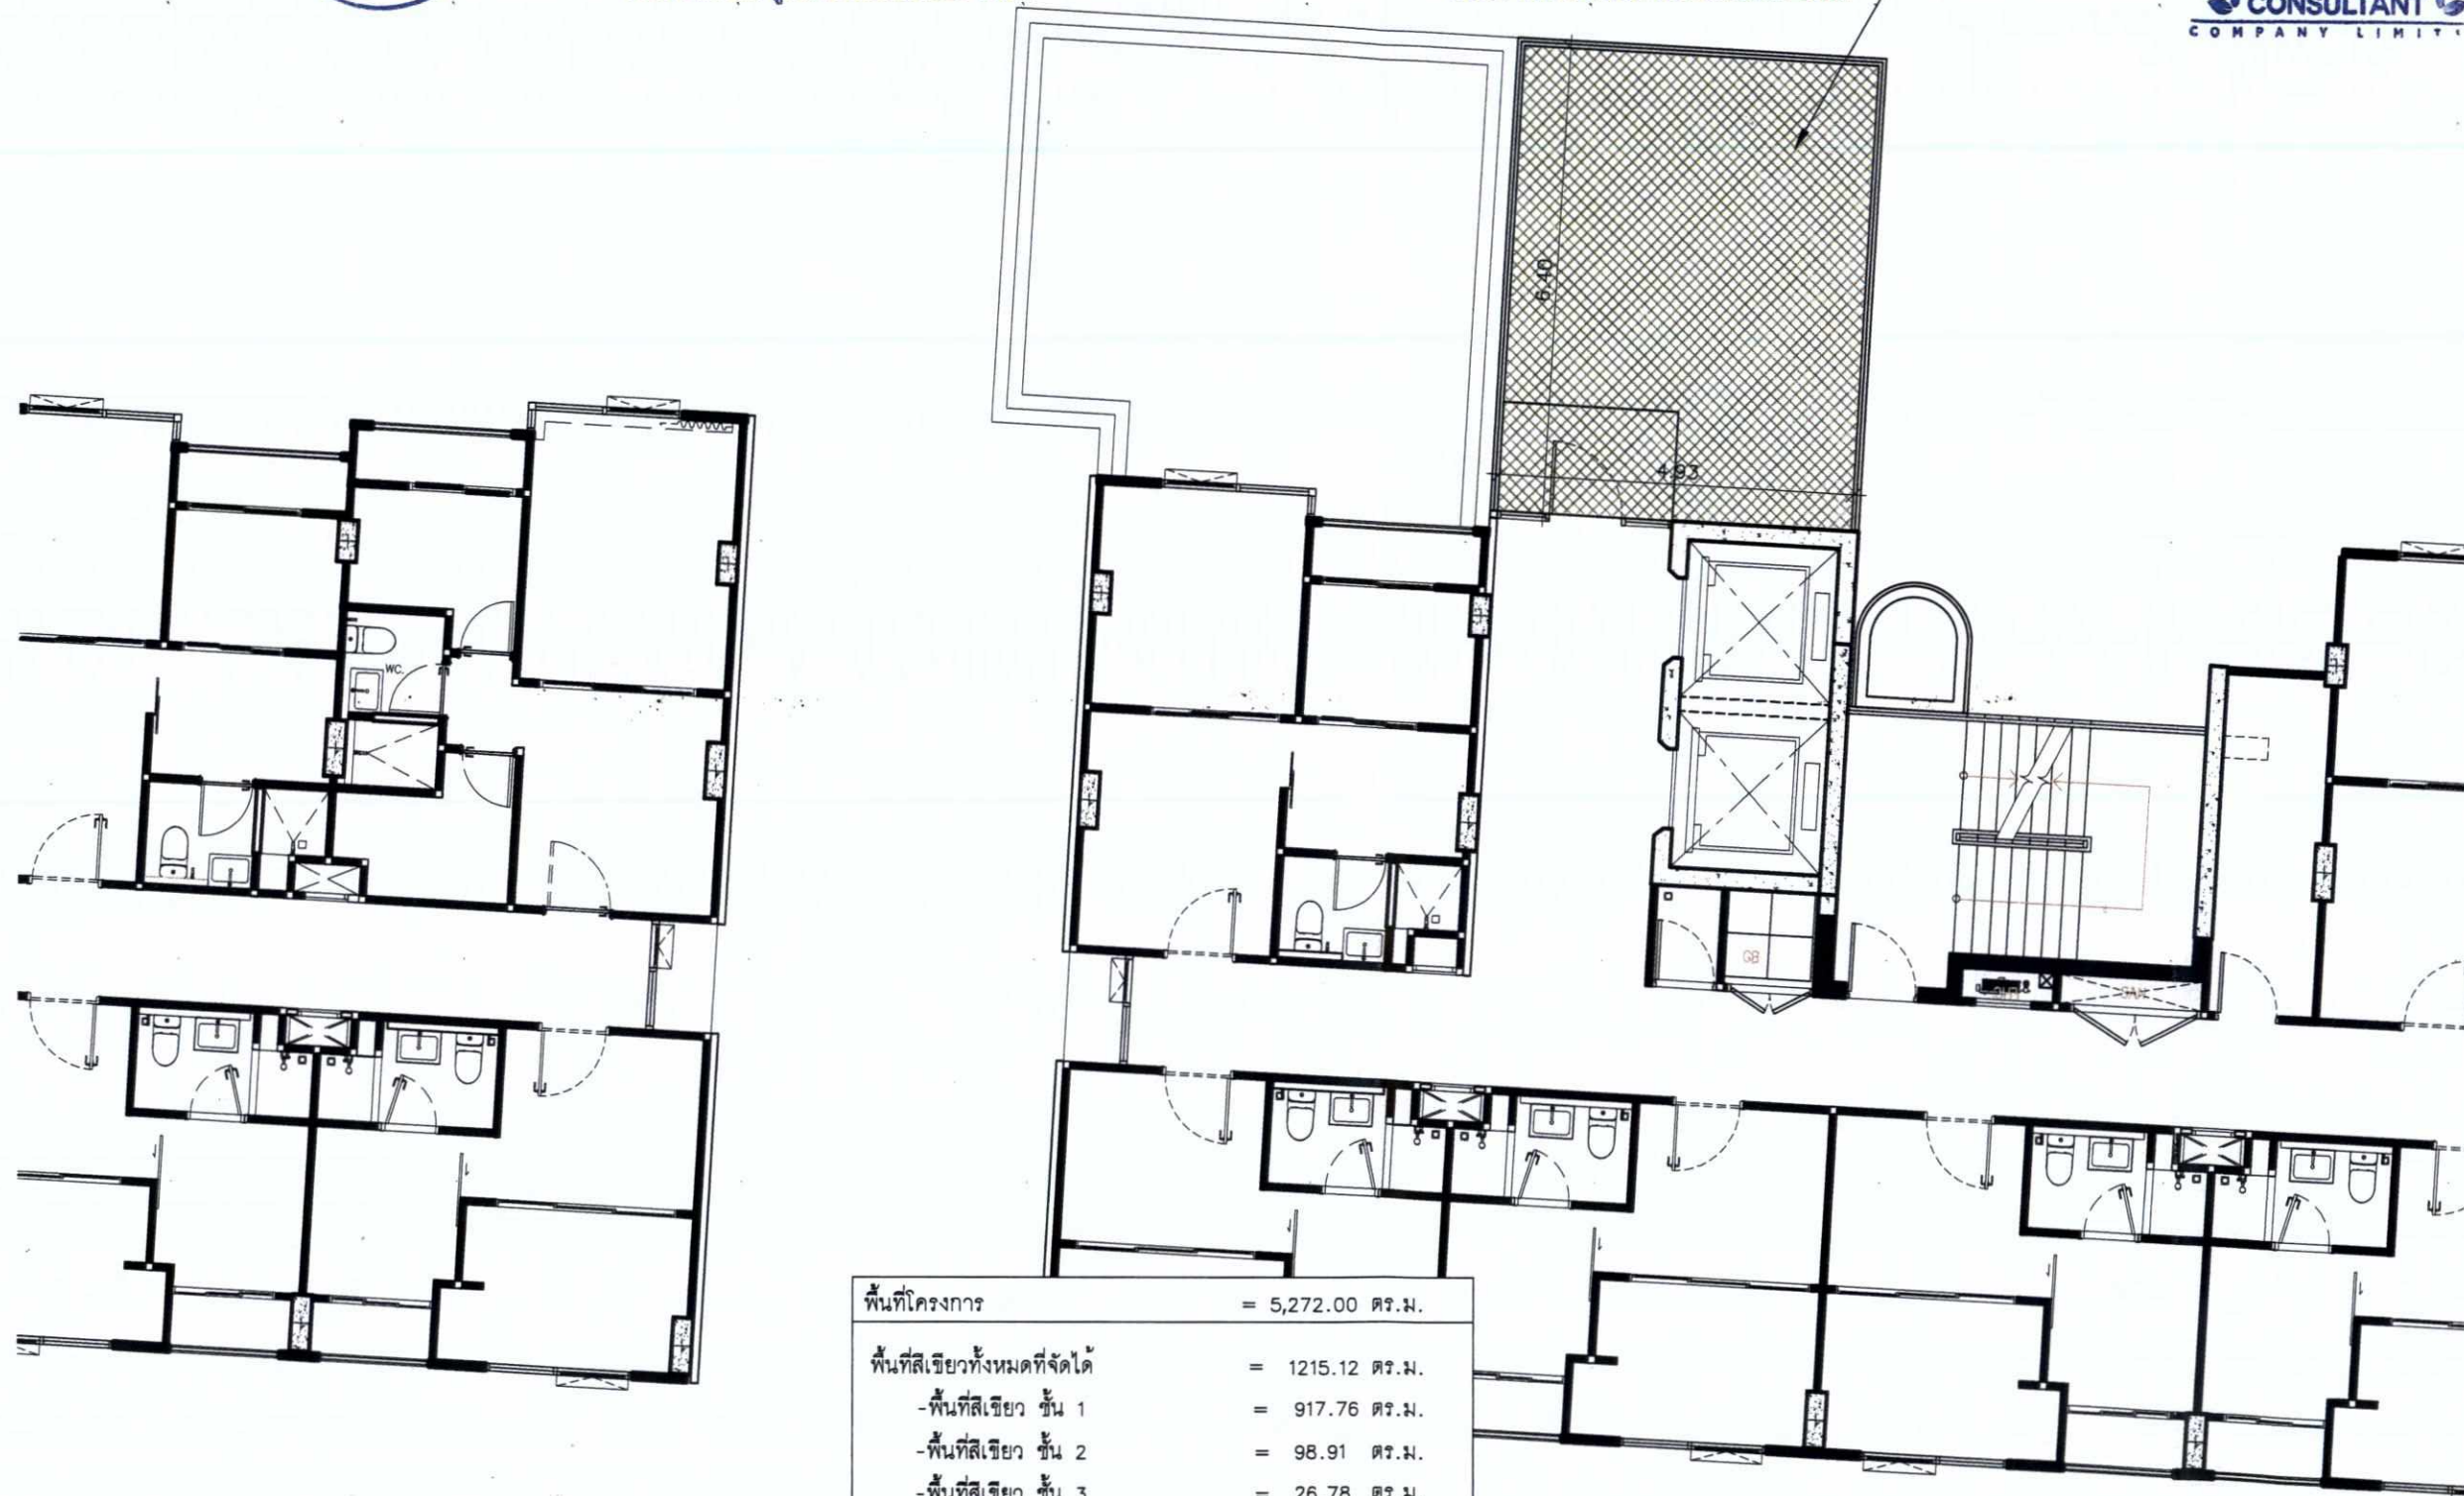 CONSULTANT
COMPANY LIMIT
6.40
4.93
WC.
GB
พื้นที่โครงการ = 5,272.00 ตร.ม.
พื้นที่สีเขียวทั้งหมดที่จัดได้ = 1215.12 ตร.ม.
-พื้นที่สีเขียว ชั้น 1 = 917.76 ตร.ม.
-พื้นที่สีเขียว ชั้น 2 = 98.91 ตร.ม.
-พื้นที่สีเขียว ชั้น 3 = 26.78 ตร.ม.